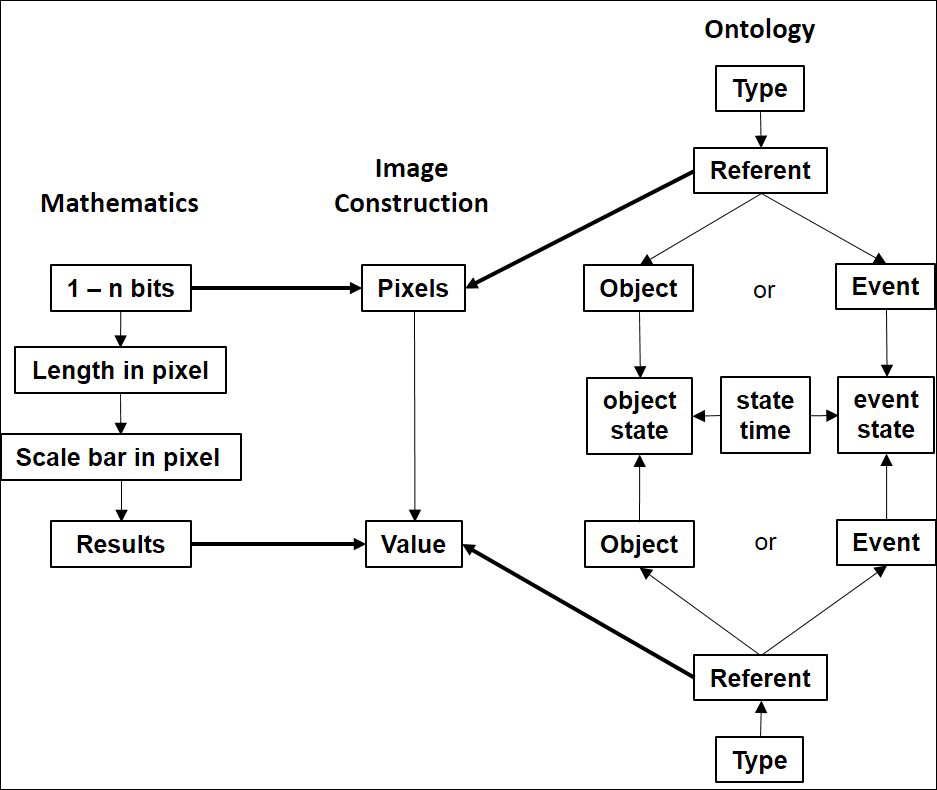 Ontology
Type
Image
Construction
Referent
Mathematics
1 – n bits
Pixels
Object
or
Event
Length in pixel
object
state
state
time
event
state
Scale bar in pixel
Results
Value
Object
or
Event
Referent
Type